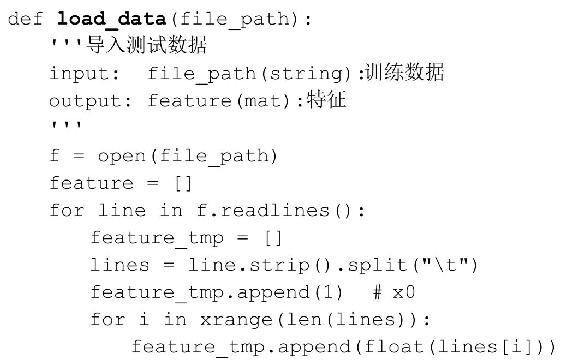 def load_data(file_path):
    '''导入测试数据
    input:  file_path(string):训练数据
    output: feature(mat):特征
    '''
    f = open(file_path)
    feature = []
    for line in f.readlines():
        feature_tmp = []
        lines = line.strip().split("\t")
        feature_tmp.append(1)  # x0
        for i in xrange(len(lines)):
            feature_tmp.append(float(lines[i]))